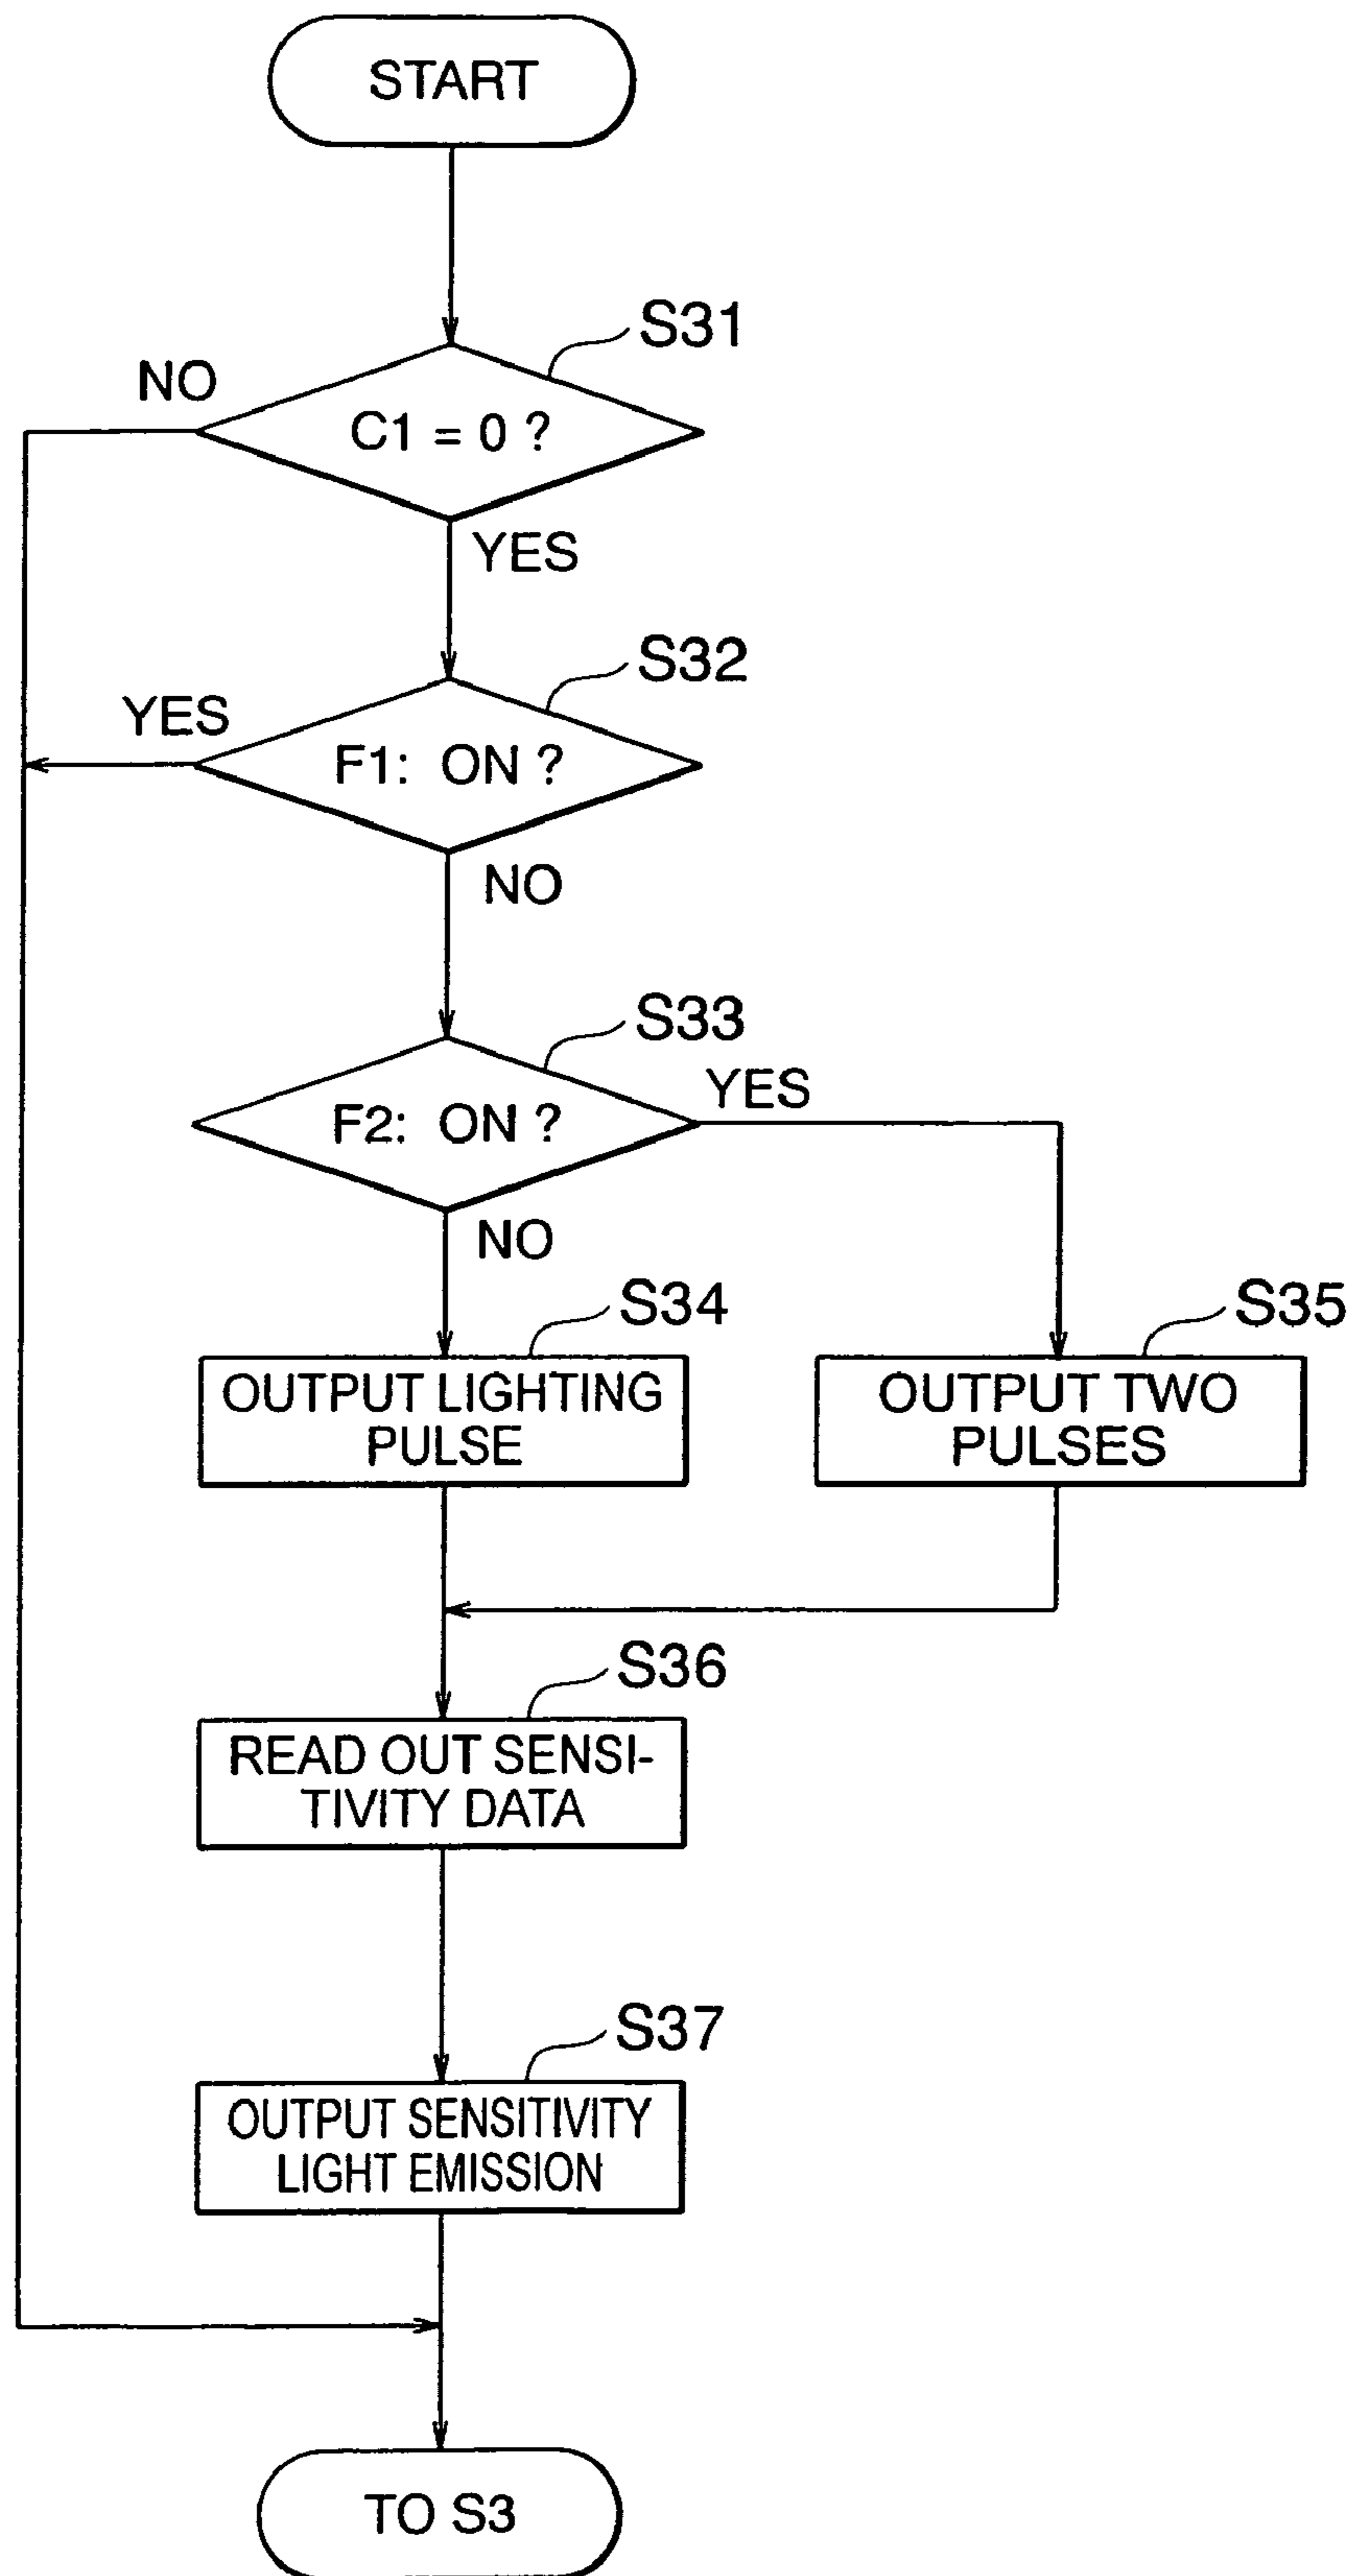 START
S31
NO
C1 = 0 ?
YES
S32
YES
F1: ON ?
NO
S33
YES
F2: ON ?
NO
S34
S35
OUTPUT LIGHTING
PULSE
OUTPUT TWO
PULSES
S36
READ OUT SENSI-
TIVITY DATA
S37
OUTPUT SENSITIVITY
LIGHT EMISSION
TO S3